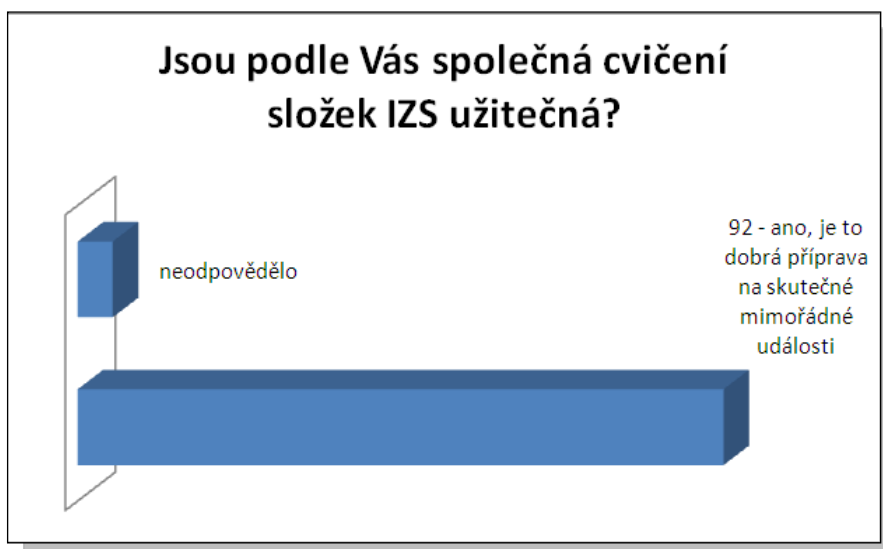 Jsou podle Vás společná cvičení
složek IZS užitečná?
neodpovědělo
92 - ano, je to
dobrá příprava
na skutečné
mimořádné
události